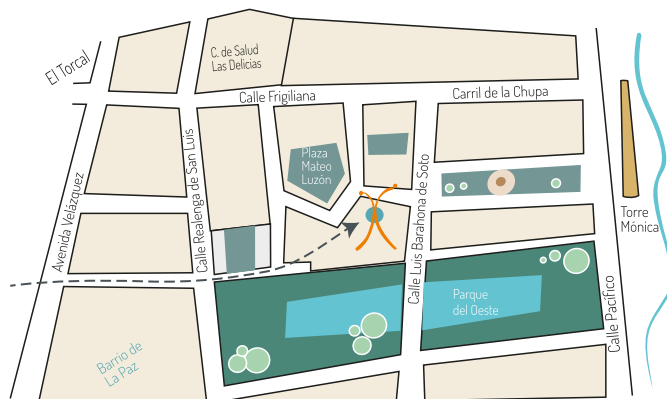 El Torcal
C. de Salud
Las Delicias
Calle Frigiliana
Carril de la Chupa
Plaza
Mateo
Luzón
Avenida Velázquez
Calle Realenga de San Luis
Calle Luis Barahona de Soto
Torre
Mónica
Calle Pacífico
Parque
del Oeste
Barrio de
La Paz